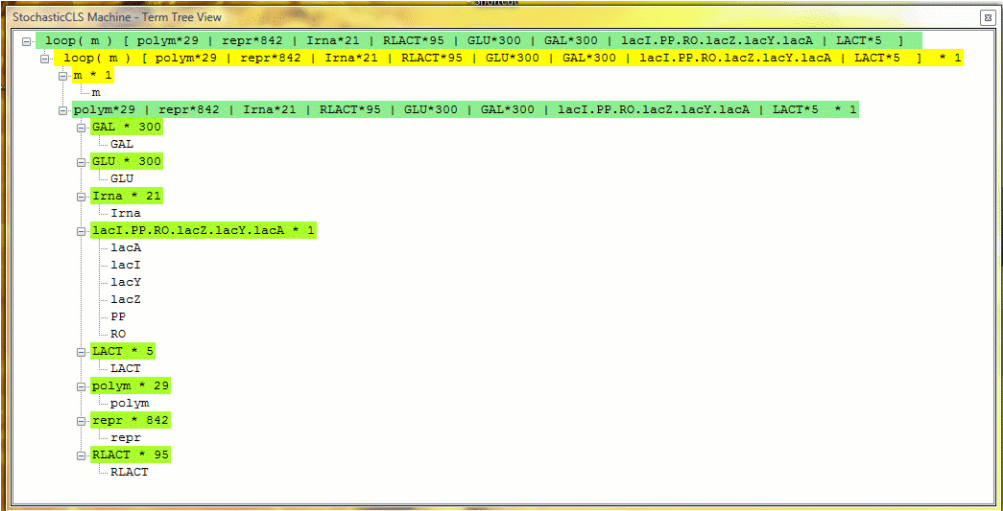 Shortcut
StochasticCLS Machine - Term Tree View
loop( m ) [ polym*29 | repr*842 | Irna*21 | RLACT*95 | GLU*300 | GAL*300 | lacI.PP.RO.lacZ.lacY.lacA | LACT*5 ]
loop( m ) [ polym*29 | repr*842 | Irna*21 | RLACT*95 | GLU*300 | GAL*300 | lacI.PP.RO.lacZ.lacY.lacA | LACT*5 ] * 1
m * 1
m
polym*29 | repr*842 | Irna*21 | RLACT*95 | GLU*300 | GAL*300 | lacI.PP.RO.lacZ.lacY.lacA | LACT*5 * 1
GAL * 300
GAL
GLU * 300
GLU
Irna * 21
Irna
lacI.PP.RO.lacZ.lacY.lacA * 1
lacA
lacI
lacY
lacZ
PP
RO
LACT * 5
LACT
polym * 29
polym
repr * 842
repr
RLACT * 95
RLACT